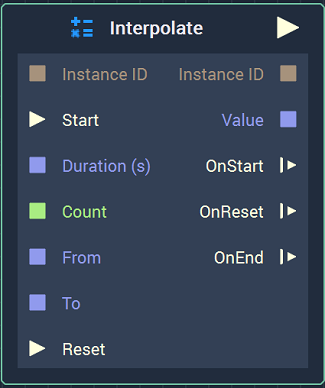 Interpolate
Instance ID Instance ID
Start Value
Duration (s) OnStart
Count OnReset
From OnEnd
To
Reset